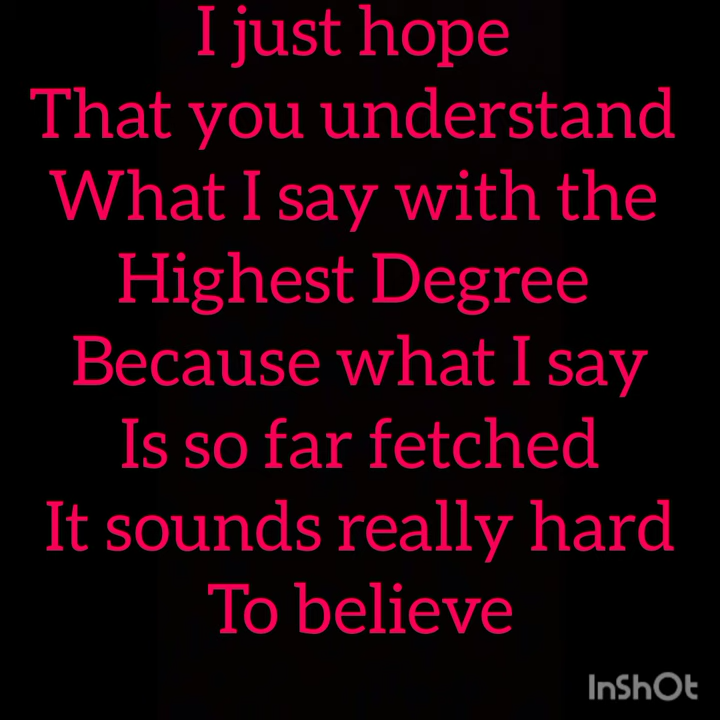 I just hope
That you understand
What I say with the
Highest Degree
Because what I say
Is so far fetched
It sounds really hard
To believe
InShOt